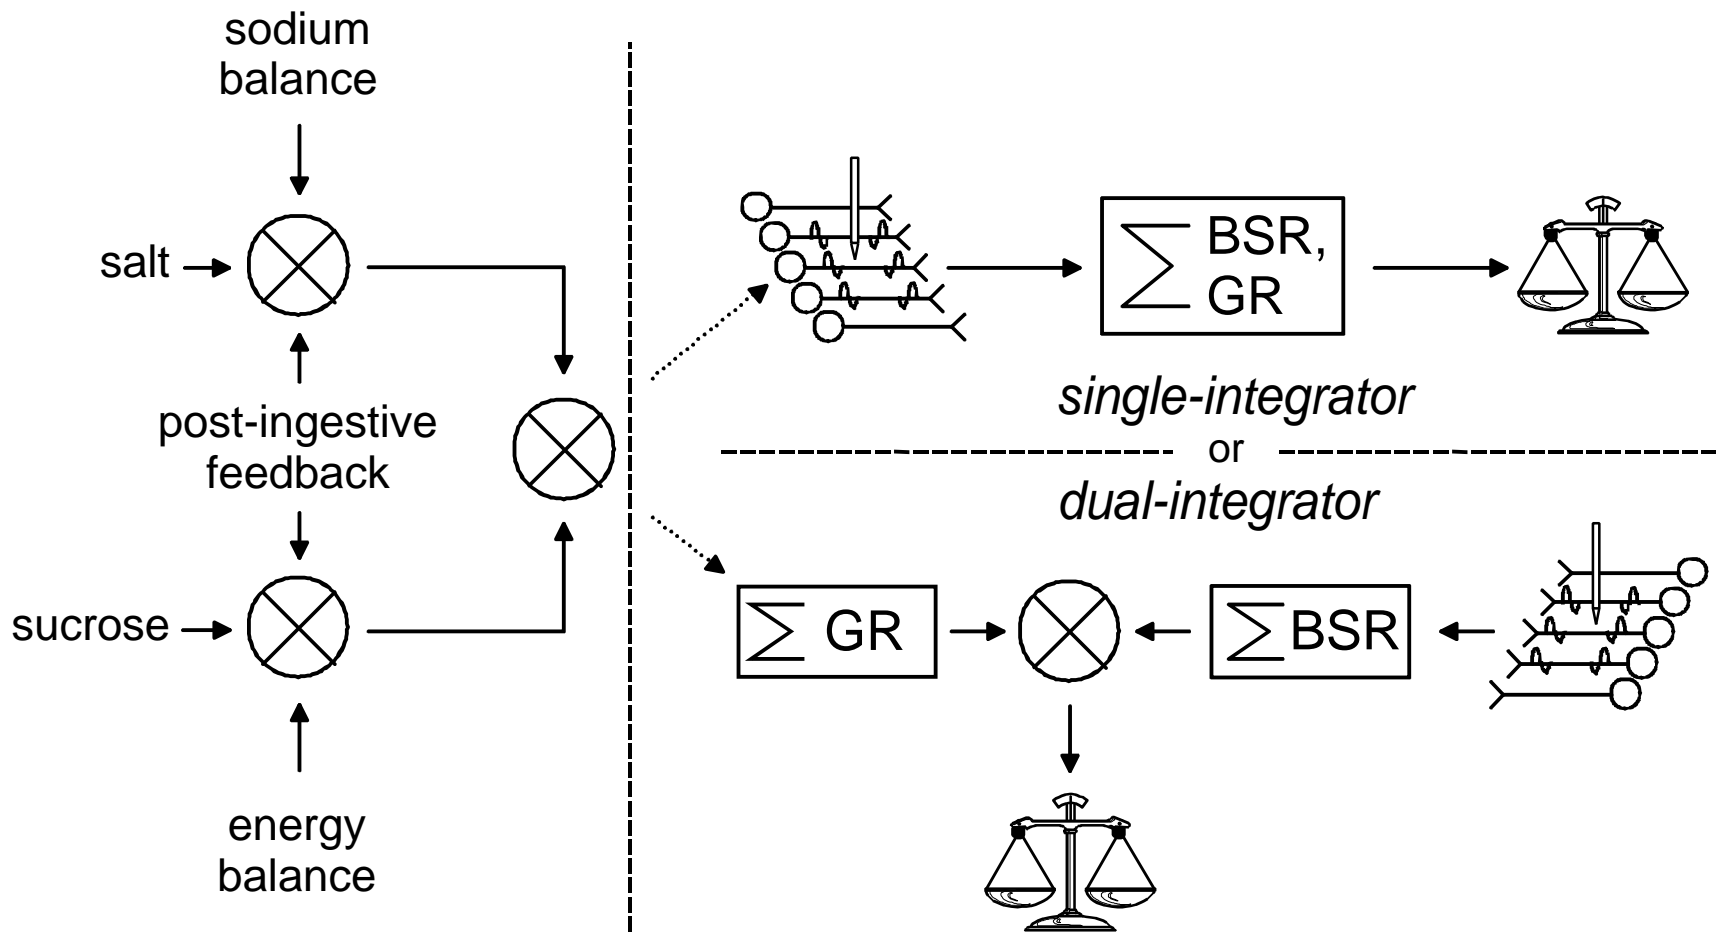 sodium
balance
salt
post-ingestive
feedback
sucrose
energy
balance
∑ BSR,
GR
single-integrator
or
dual-integrator
∑ GR
∑ BSR